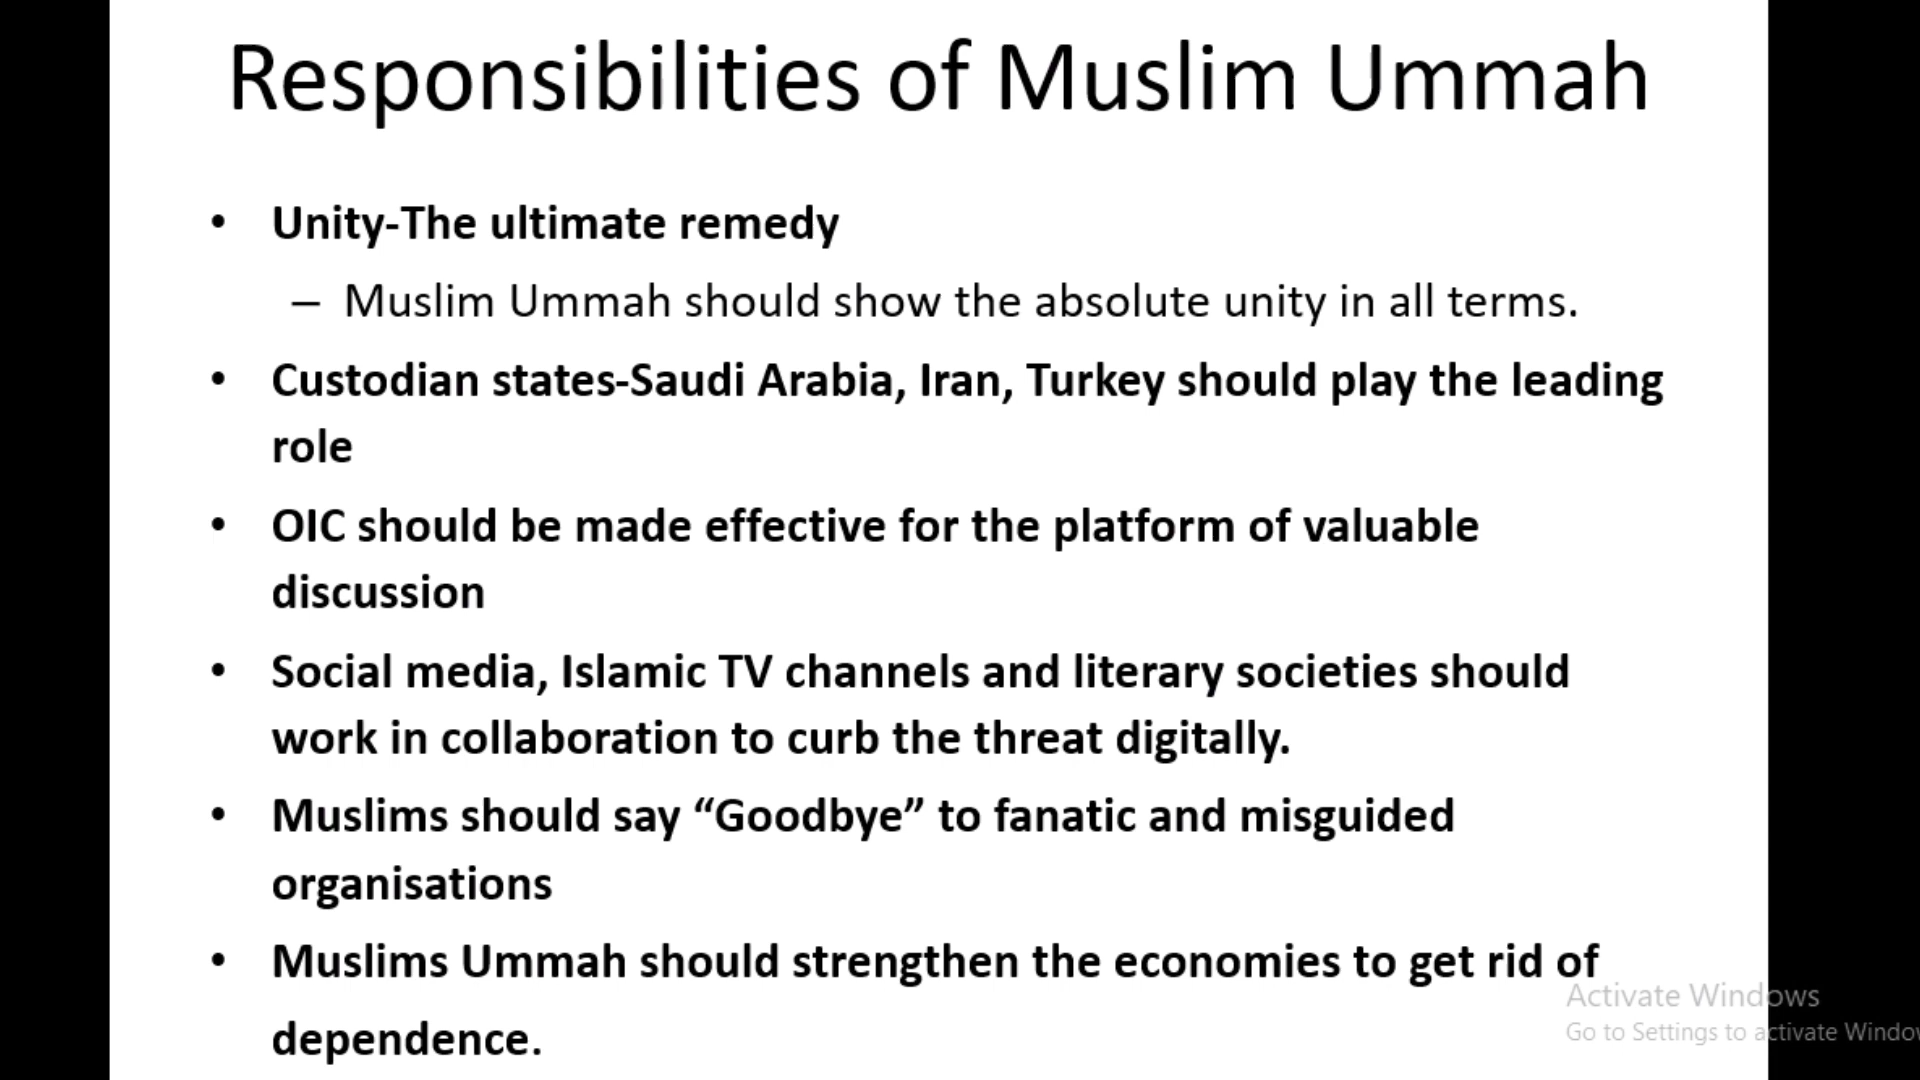 Responsibilities of Muslim Ummah
• Unity-The ultimate remedy
– Muslim Ummah should show the absolute unity in all terms.
• Custodian states-Saudi Arabia, Iran, Turkey should play the leading
role
• OIC should be made effective for the platform of valuable
discussion
• Social media, Islamic TV channels and literary societies should
work in collaboration to curb the threat digitally.
• Muslims should say “Goodbye” to fanatic and misguided
organisations
• Muslims Ummah should strengthen the economies to get rid of
dependence.
Activate Windows
Go to Settings to activate Windo